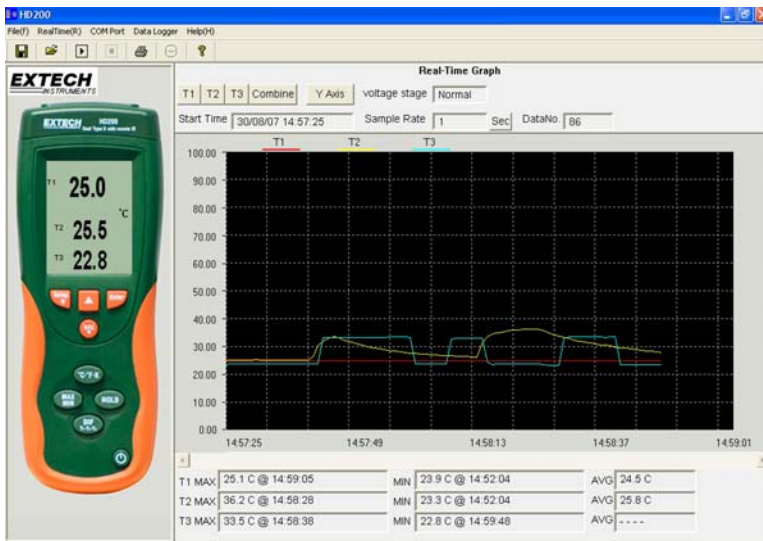 HD200
File(f) RealTime(R) COM Port Data Logger Help(H)
EXTECH
INSTRUMENTS
EXTECH HD200
T1 25.0
°C
T2 25.5
T3 22.8
°C/°F-K
MAX
MIN
HOLD
DIF
Real-Time Graph
T1 T2 T3 Combine Y Axis voltage stage Normal
Start Time 30/08/07 14:57:25 Sample Rate 1 Sec DataNo. 86
T1 T2 T3
100.00
90.00
80.00
70.00
60.00
50.00
40.00
30.00
20.00
10.00
0.00
14:57:25 14:57:49 14:58:13 14:58:37 14:59:01
T1 MAX 25.1 C @ 14:59:05 MIN 23.9 C @ 14:52:04 AVG 24.5 C
T2 MAX 36.2 C @ 14:58:28 MIN 23.3 C @ 14:52:04 AVG 25.8 C
T3 MAX 33.5 C @ 14:58:38 MIN 22.8 C @ 14:59:48 AVG - - - -